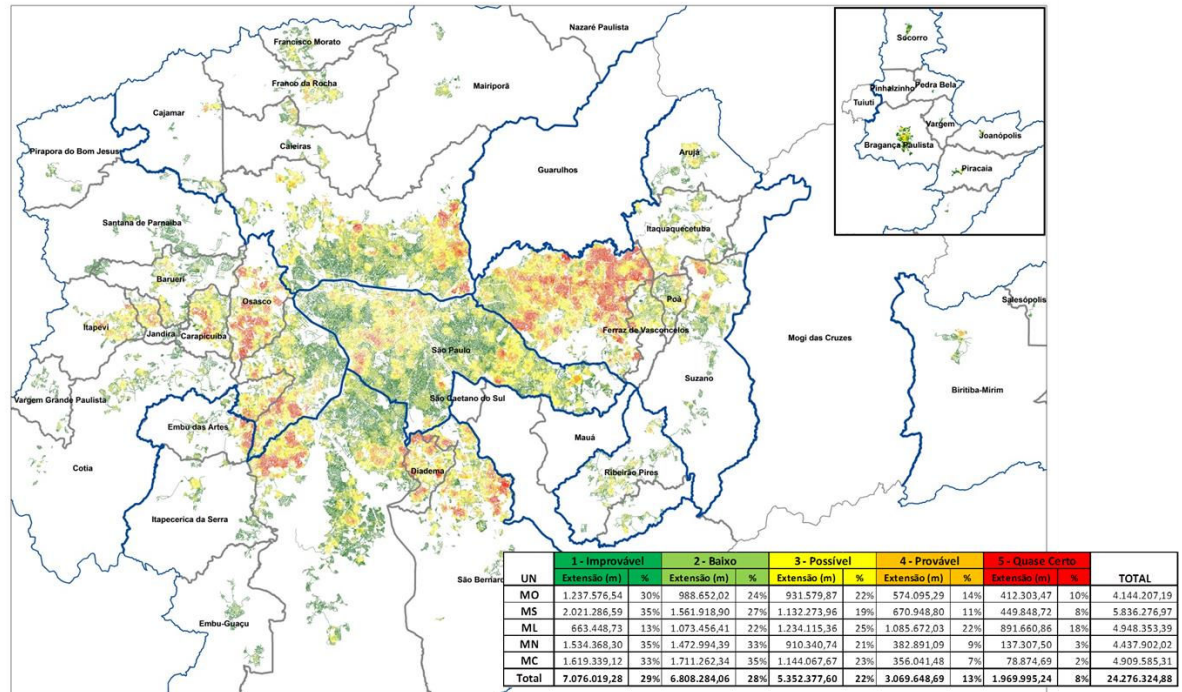 Nazaré Paulista
Francisco Morato
Socorro
Franco da Rocha
Mairiporã
Pinhalzinho
Pedra Bela
Tuiuti
Cajamar
Vargem
Joanópolis
Bragança Paulista
Pirapora do Bom Jesus
Caieiras
Arujá
Piracaia
Guarulhos
Santana de Parnaíba
Itaquaquecetuba
Barueri
Osasco
Poá
Salesópolis
Itapevi
Jandira
Carapicuíba
Ferraz de Vasconcelos
Mogi das Cruzes
São Paulo
Suzano
Biritiba-Mirim
Vargem Grande Paulista
São Caetano do Sul
Embu das Artes
Mauá
Cotia
Diadema
Ribeirão Pires
Itapecerica da Serra
São Bernar
Embu-Guaçu
1 - Improvável 2 - Baixo 3 - Possível 4 - Provável 5 - Quase Certo
UN Extensão (m) % Extensão (m) % Extensão (m) % Extensão (m) % Extensão (m) % TOTAL
MO 1.237.576,54 30% 988.652,02 24% 931.579,87 22% 574.095,29 14% 412.303,47 10% 4.144.207,19
MS 2.021.286,59 35% 1.561.918,90 27% 1.132.273,96 19% 670.948,80 11% 449.848,72 8% 5.836.276,97
ML 663.448,73 13% 1.073.456,41 22% 1.234.115,36 25% 1.085.672,03 22% 891.660,86 18% 4.948.353,39
MN 1.534.368,30 35% 1.472.994,39 33% 910.340,74 21% 382.891,09 9% 137.307,50 3% 4.437.902,02
MC 1.619.339,12 33% 1.711.262,34 35% 1.144.067,67 23% 356.041,48 7% 78.874,69 2% 4.909.585,31
Total 7.076.019,28 29% 6.808.284,06 28% 5.352.377,60 22% 3.069.648,69 13% 1.969.995,24 8% 24.276.324,88